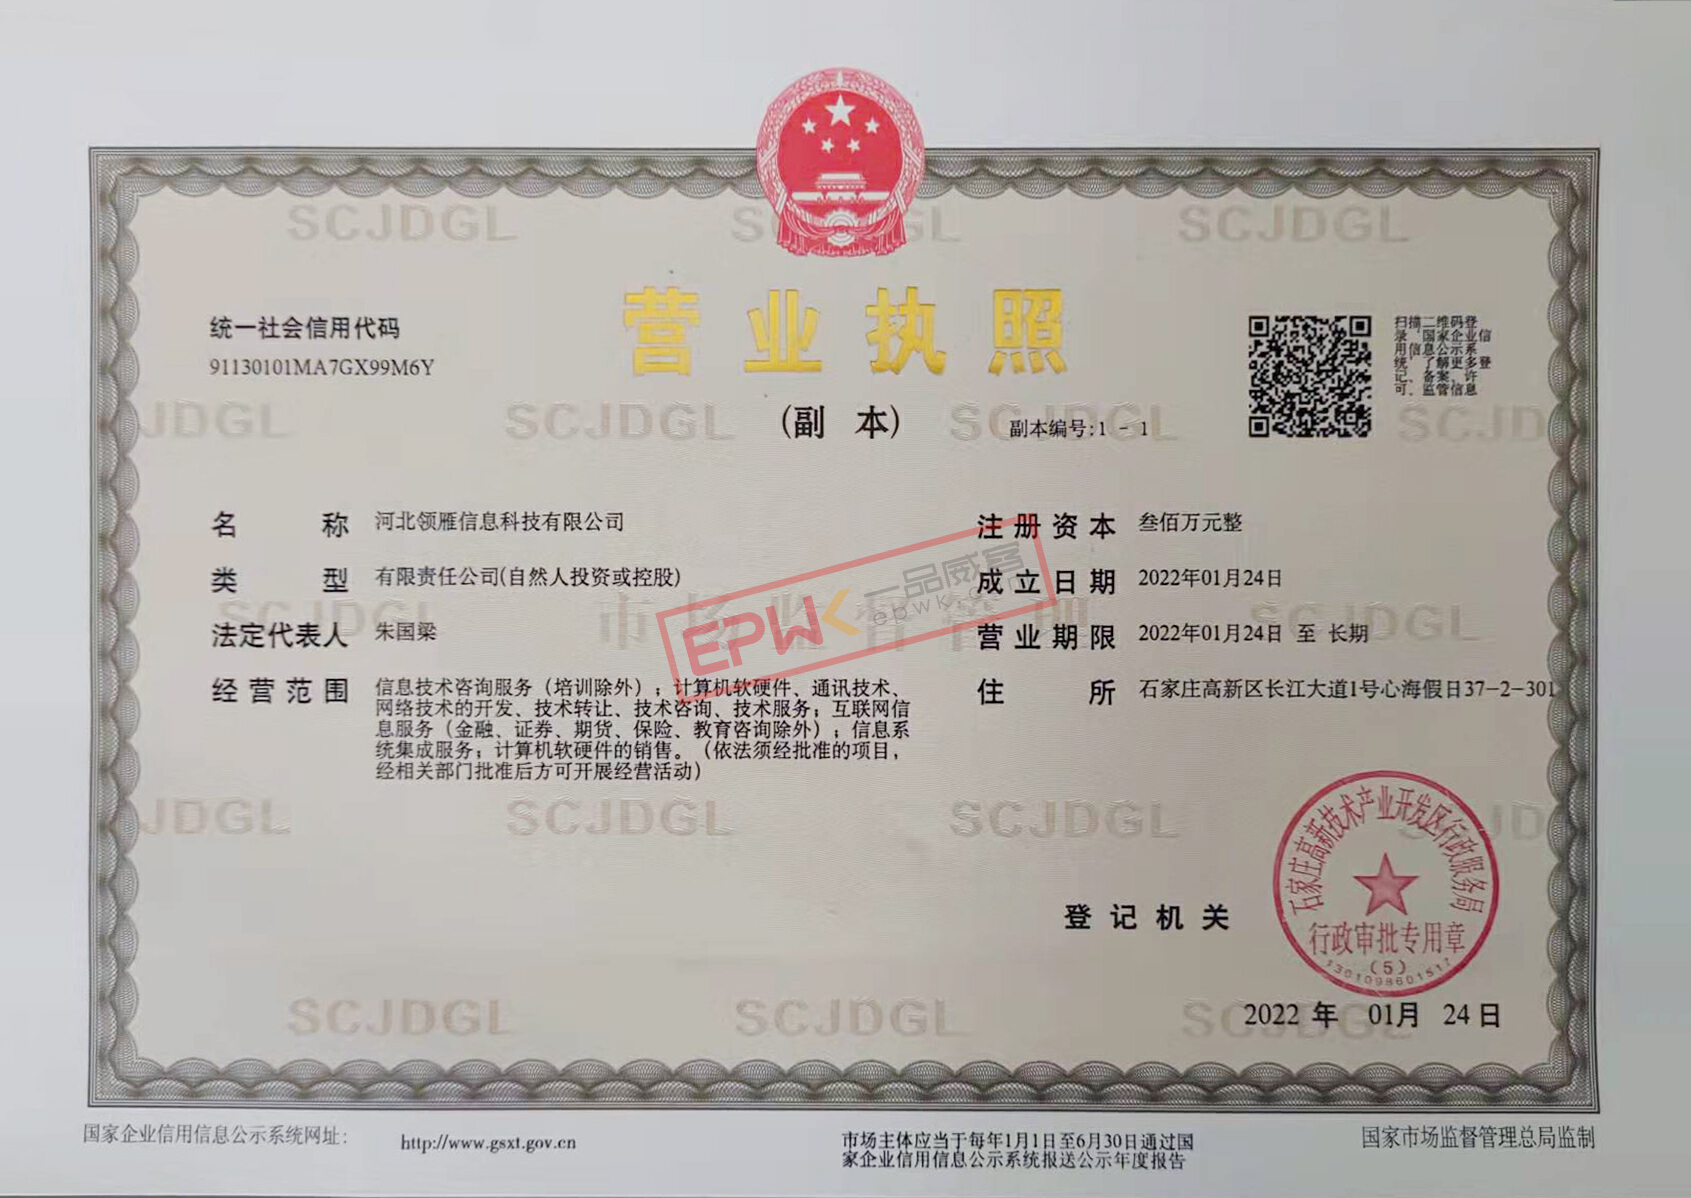 营业执照
(副 本)
副本编号:1 - 1
统一社会信用代码
91130101MA7GX99M6Y
扫描二维码登
录‘国家企业信
用信息公示系
统’了解更多登
记、备案、许
可、监管信息
名 称 河北领雁信息科技有限公司
类 型 有限责任公司(自然人投资或控股)
法定代表人 朱国梁
经营范围 信息技术咨询服务（培训除外）；计算机软硬件、通讯技术、
网络技术的开发、技术转让、技术咨询、技术服务；互联网信
息服务（金融、证券、期货、保险、教育咨询除外）；信息系
统集成服务；计算机软硬件的销售。（依法须经批准的项目，
经相关部门批准后方可开展经营活动）
注册资本 叁佰万元整
成立日期 2022年01月24日
营业期限 2022年01月24日 至 长期
住 所 石家庄高新区长江大道1号心海假日37-2-301
SCJDGL
市场监督管理
EPWK 一品威客
epwk.com
登记机关
石家庄高新技术产业开发区行政服务局
行政审批专用章
(5)
1301098601517
2022 年 01月 24日
国家企业信用信息公示系统网址：
http://www.gsxt.gov.cn
市场主体应当于每年1月1日至6月30日通过国
家企业信用信息公示系统报送公示年度报告
国家市场监督管理总局监制